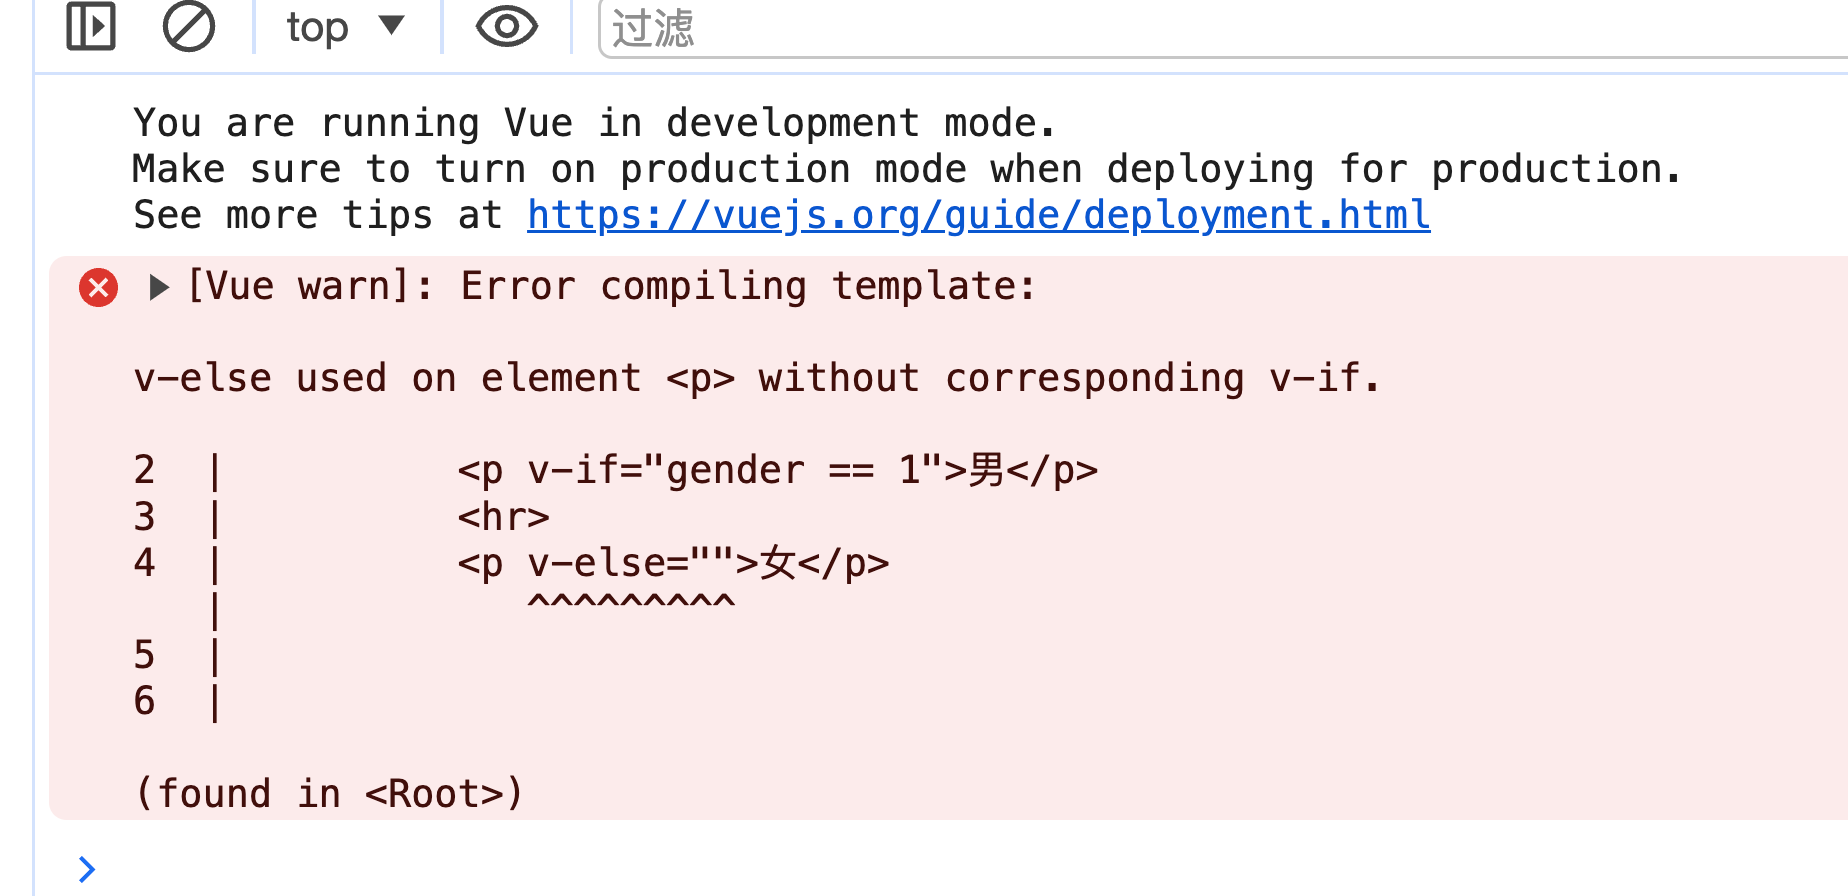 top
过滤
You are running Vue in development mode.
Make sure to turn on production mode when deploying for production.
See more tips at https://vuejs.org/guide/deployment.html
[Vue warn]: Error compiling template:
v-else used on element <p> without corresponding v-if.
2  |          <p v-if="gender == 1">男</p>
3  |          <hr>
4  |          <p v-else="">女</p>
   |             ^^^^^^^^^
5  |
6  |
(found in <Root>)